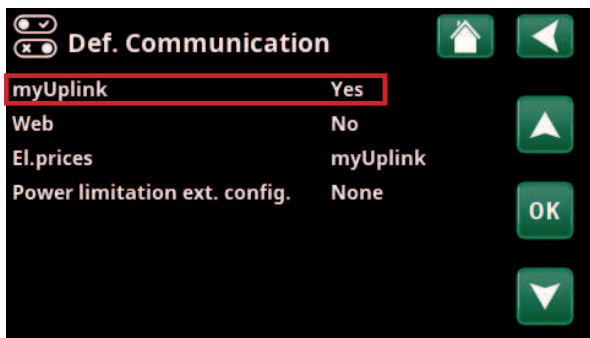 Def. Communication
myUplink Yes
Web No
El.prices myUplink
Power limitation ext. config. None
OK